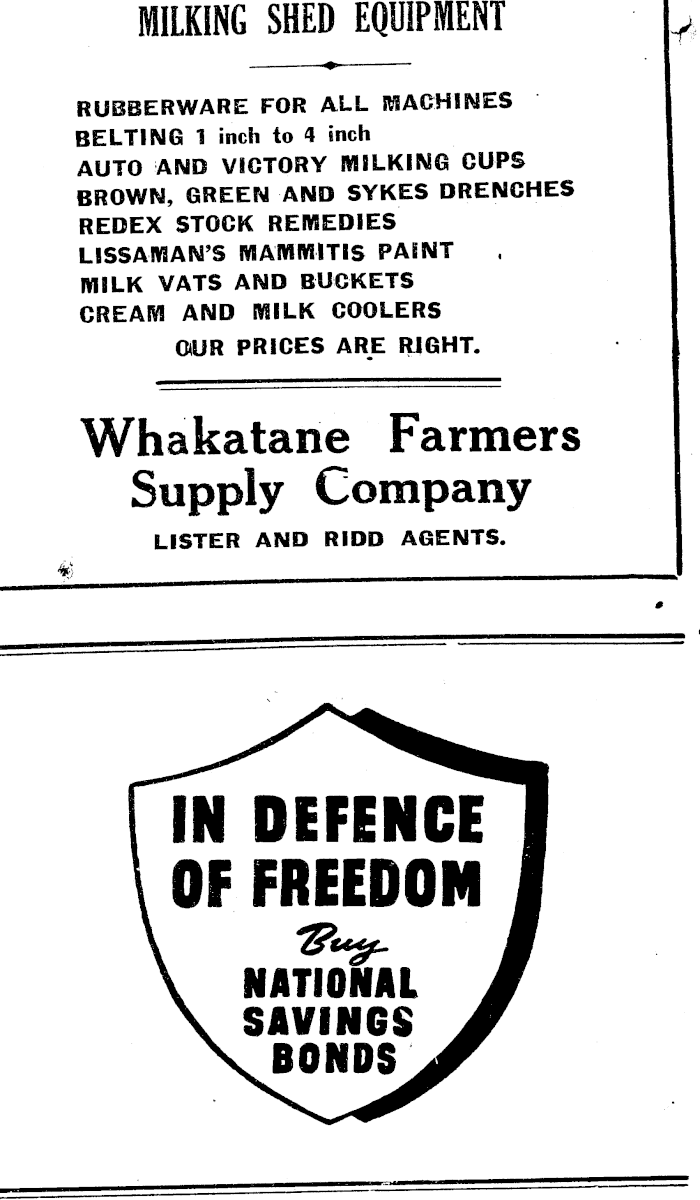 MILKING SHED EQUIPMENT
RUBBERWARE FOR ALL MACHINES
BELTING 1 inch to 4 inch
AUTO AND VICTORY MILKING CUPS
BROWN, GREEN AND SYKES DRENCHES
REDEX STOCK REMEDIES
LISSAMAN'S MAMMITIS PAINT
MILK VATS AND BUCKETS
CREAM AND MILK COOLERS
OUR PRICES ARE RIGHT.
Whakatane Farmers
Supply Company
LISTER AND RIDD AGENTS.
IN DEFENCE
OF FREEDOM
Buy
NATIONAL
SAVINGS
BONDS